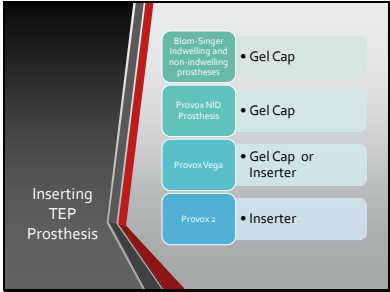 Inserting
TEP
Prosthesis
Blom-Singer
Indwelling and
non-indwelling
prostheses
• Gel Cap
Provox NID
Prosthesis
• Gel Cap
Provox Vega
• Gel Cap or
Inserter
Provox 2
• Inserter